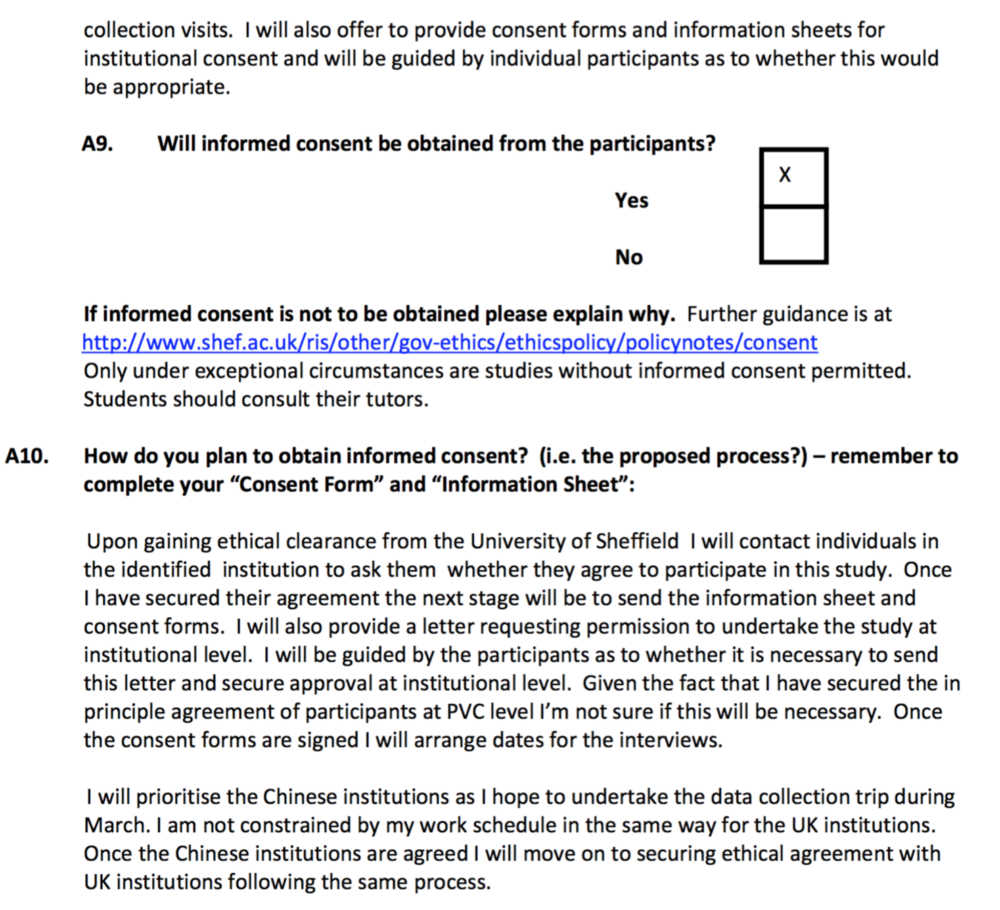 collection visits.  I will also offer to provide consent forms and information sheets for
institutional consent and will be guided by individual participants as to whether this would
be appropriate.
A9. Will informed consent be obtained from the participants?
X
Yes
No
If informed consent is not to be obtained please explain why.  Further guidance is at
http://www.shef.ac.uk/ris/other/gov-ethics/ethicspolicy/policynotes/consent
Only under exceptional circumstances are studies without informed consent permitted.
Students should consult their tutors.
A10. How do you plan to obtain informed consent?  (i.e. the proposed process?) – remember to
complete your “Consent Form” and “Information Sheet”:
Upon gaining ethical clearance from the University of Sheffield  I will contact individuals in
the identified  institution to ask them  whether they agree to participate in this study.  Once
I have secured their agreement the next stage will be to send the information sheet and
consent forms.  I will also provide a letter requesting permission to undertake the study at
institutional level.  I will be guided by the participants as to whether it is necessary to send
this letter and secure approval at institutional level.  Given the fact that I have secured the in
principle agreement of participants at PVC level I’m not sure if this will be necessary.  Once
the consent forms are signed I will arrange dates for the interviews.
I will prioritise the Chinese institutions as I hope to undertake the data collection trip during
March. I am not constrained by my work schedule in the same way for the UK institutions.
Once the Chinese institutions are agreed I will move on to securing ethical agreement with
UK institutions following the same process.